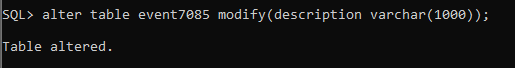 SQL> alter table event7085 modify(description varchar(1000));
Table altered.